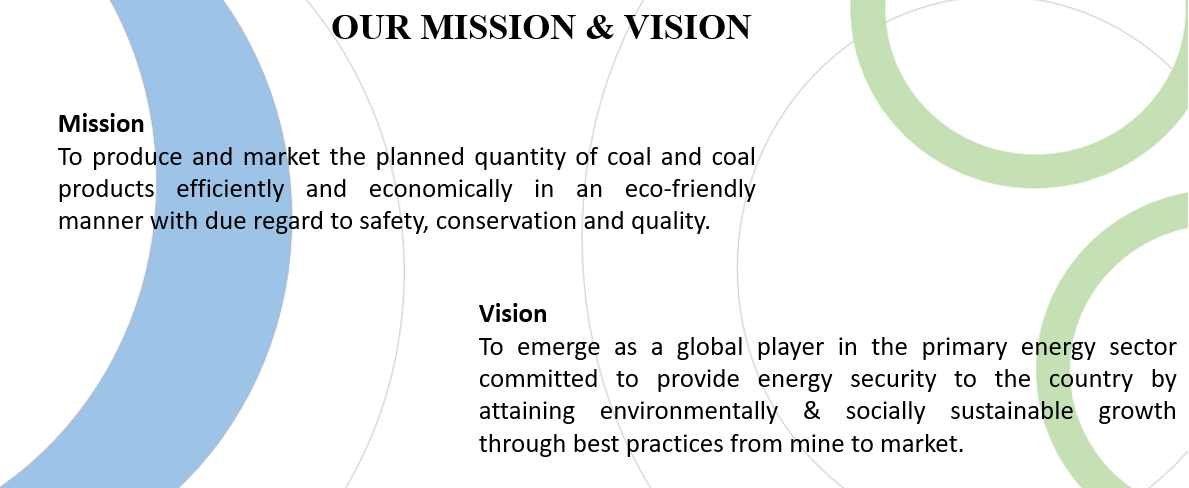 OUR MISSION & VISION
Mission
To produce and market the planned quantity of coal and coal
products efficiently and economically in an eco-friendly
manner with due regard to safety, conservation and quality.
Vision
To emerge as a global player in the primary energy sector
committed to provide energy security to the country by
attaining environmentally & socially sustainable growth
through best practices from mine to market.